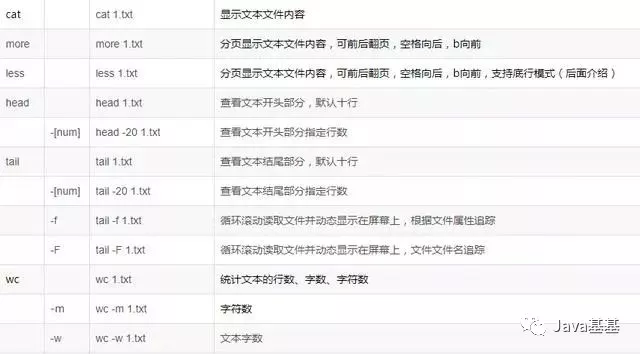 cat cat 1.txt 显示文本文件内容
more more 1.txt 分页显示文本文件内容，可前后翻页，空格向后，b向前
less less 1.txt 分页显示文本文件内容，可前后翻页，空格向后，b向前，支持底行模式（后面介绍）
head head 1.txt 查看文本开头部分，默认十行
-[num] head -20 1.txt 查看文本开头部分指定行数
tail tail 1.txt 查看文本结尾部分，默认十行
-[num] tail -20 1.txt 查看文本结尾部分指定行数
-f tail -f 1.txt 循环滚动读取文件并动态显示在屏幕上，根据文件属性追踪
-F tail -F 1.txt 循环滚动读取文件并动态显示在屏幕上，文件文件名追踪
wc wc 1.txt 统计文本的行数、字数、字符数
-m wc -m 1.txt 字符数
-w wc -w 1.txt 文本字数
Java基基